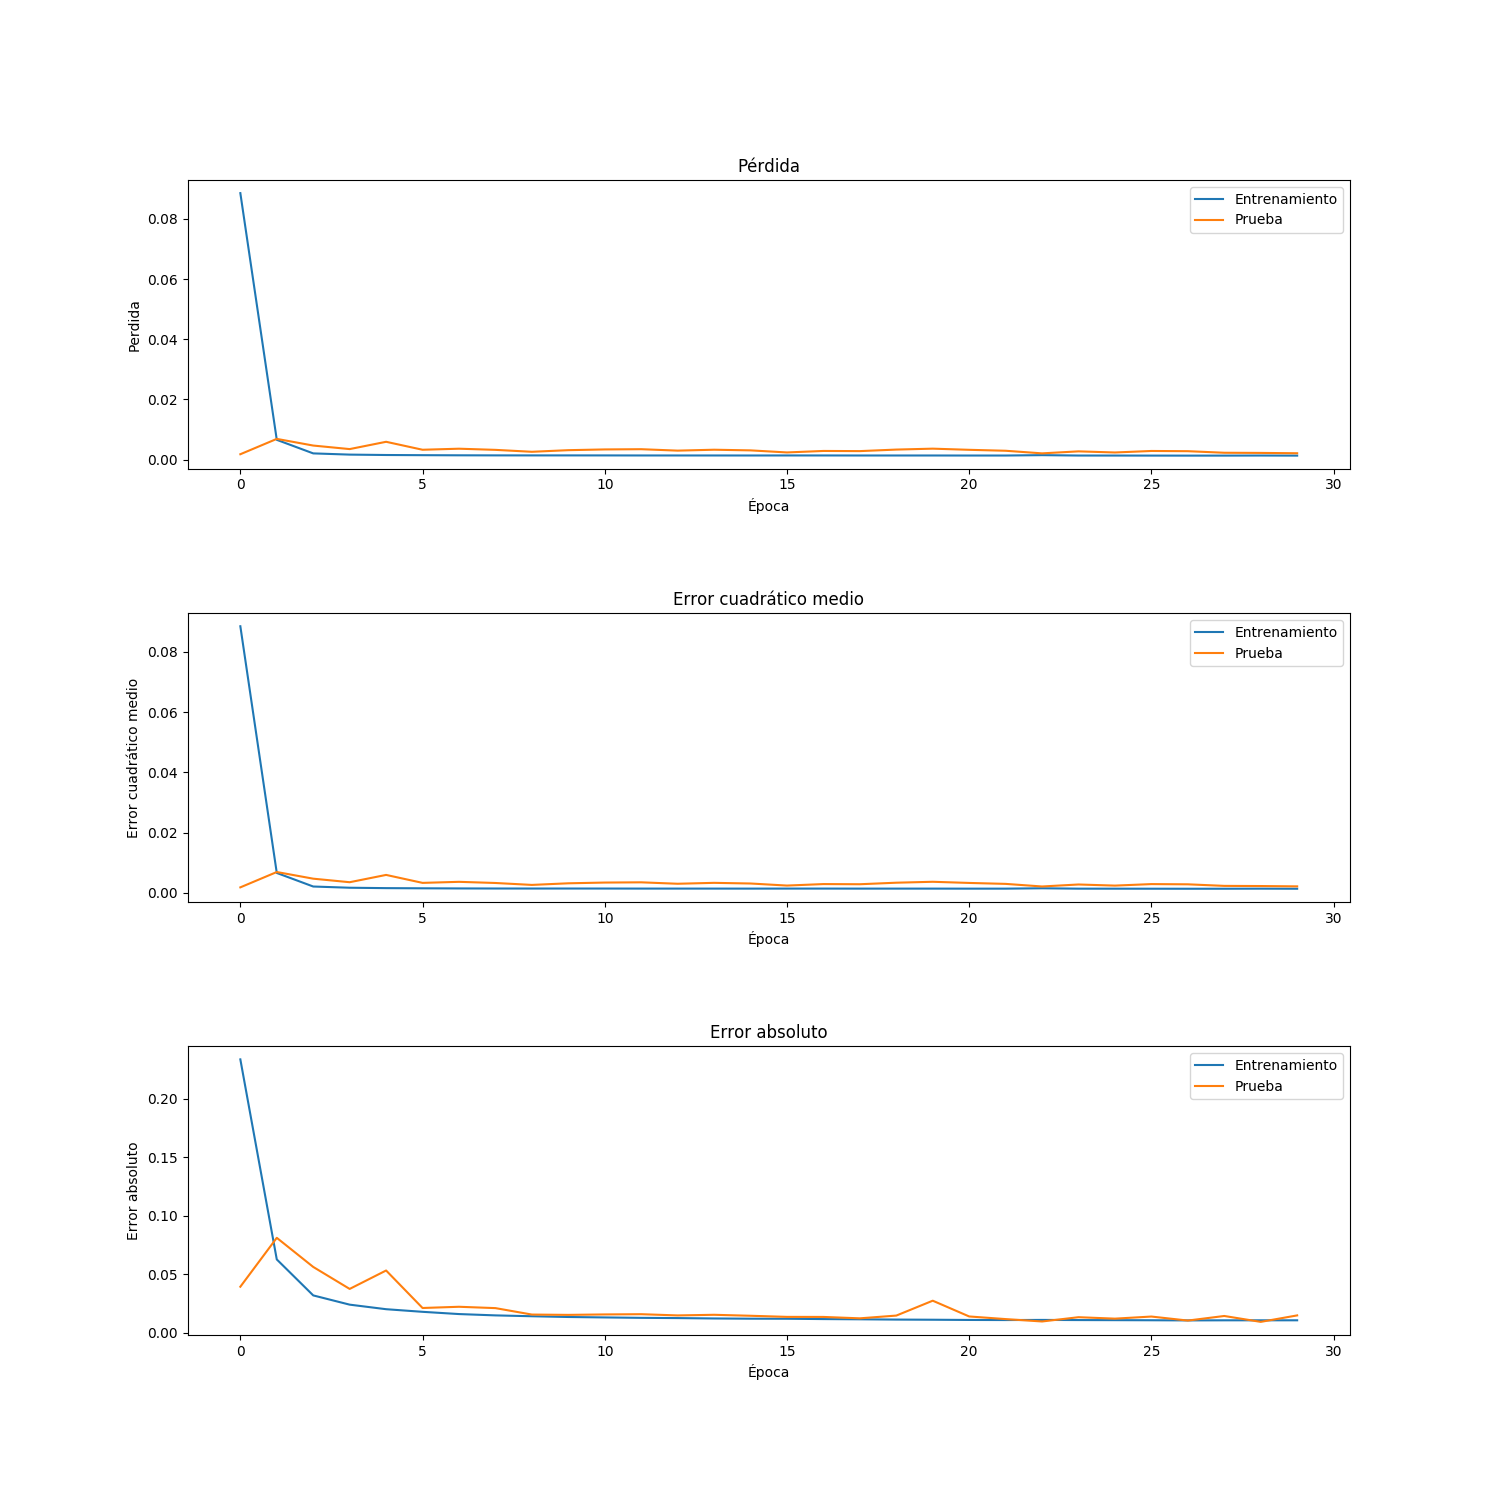 Pérdida
Entrenamiento
Prueba
Perdida
0.08
0.06
0.04
0.02
0.00
0 5 10 15 20 25 30
Época
Error cuadrático medio
Entrenamiento
Prueba
Error cuadrático medio
0.08
0.06
0.04
0.02
0.00
0 5 10 15 20 25 30
Época
Error absoluto
Entrenamiento
Prueba
Error absoluto
0.20
0.15
0.10
0.05
0.00
0 5 10 15 20 25 30
Época